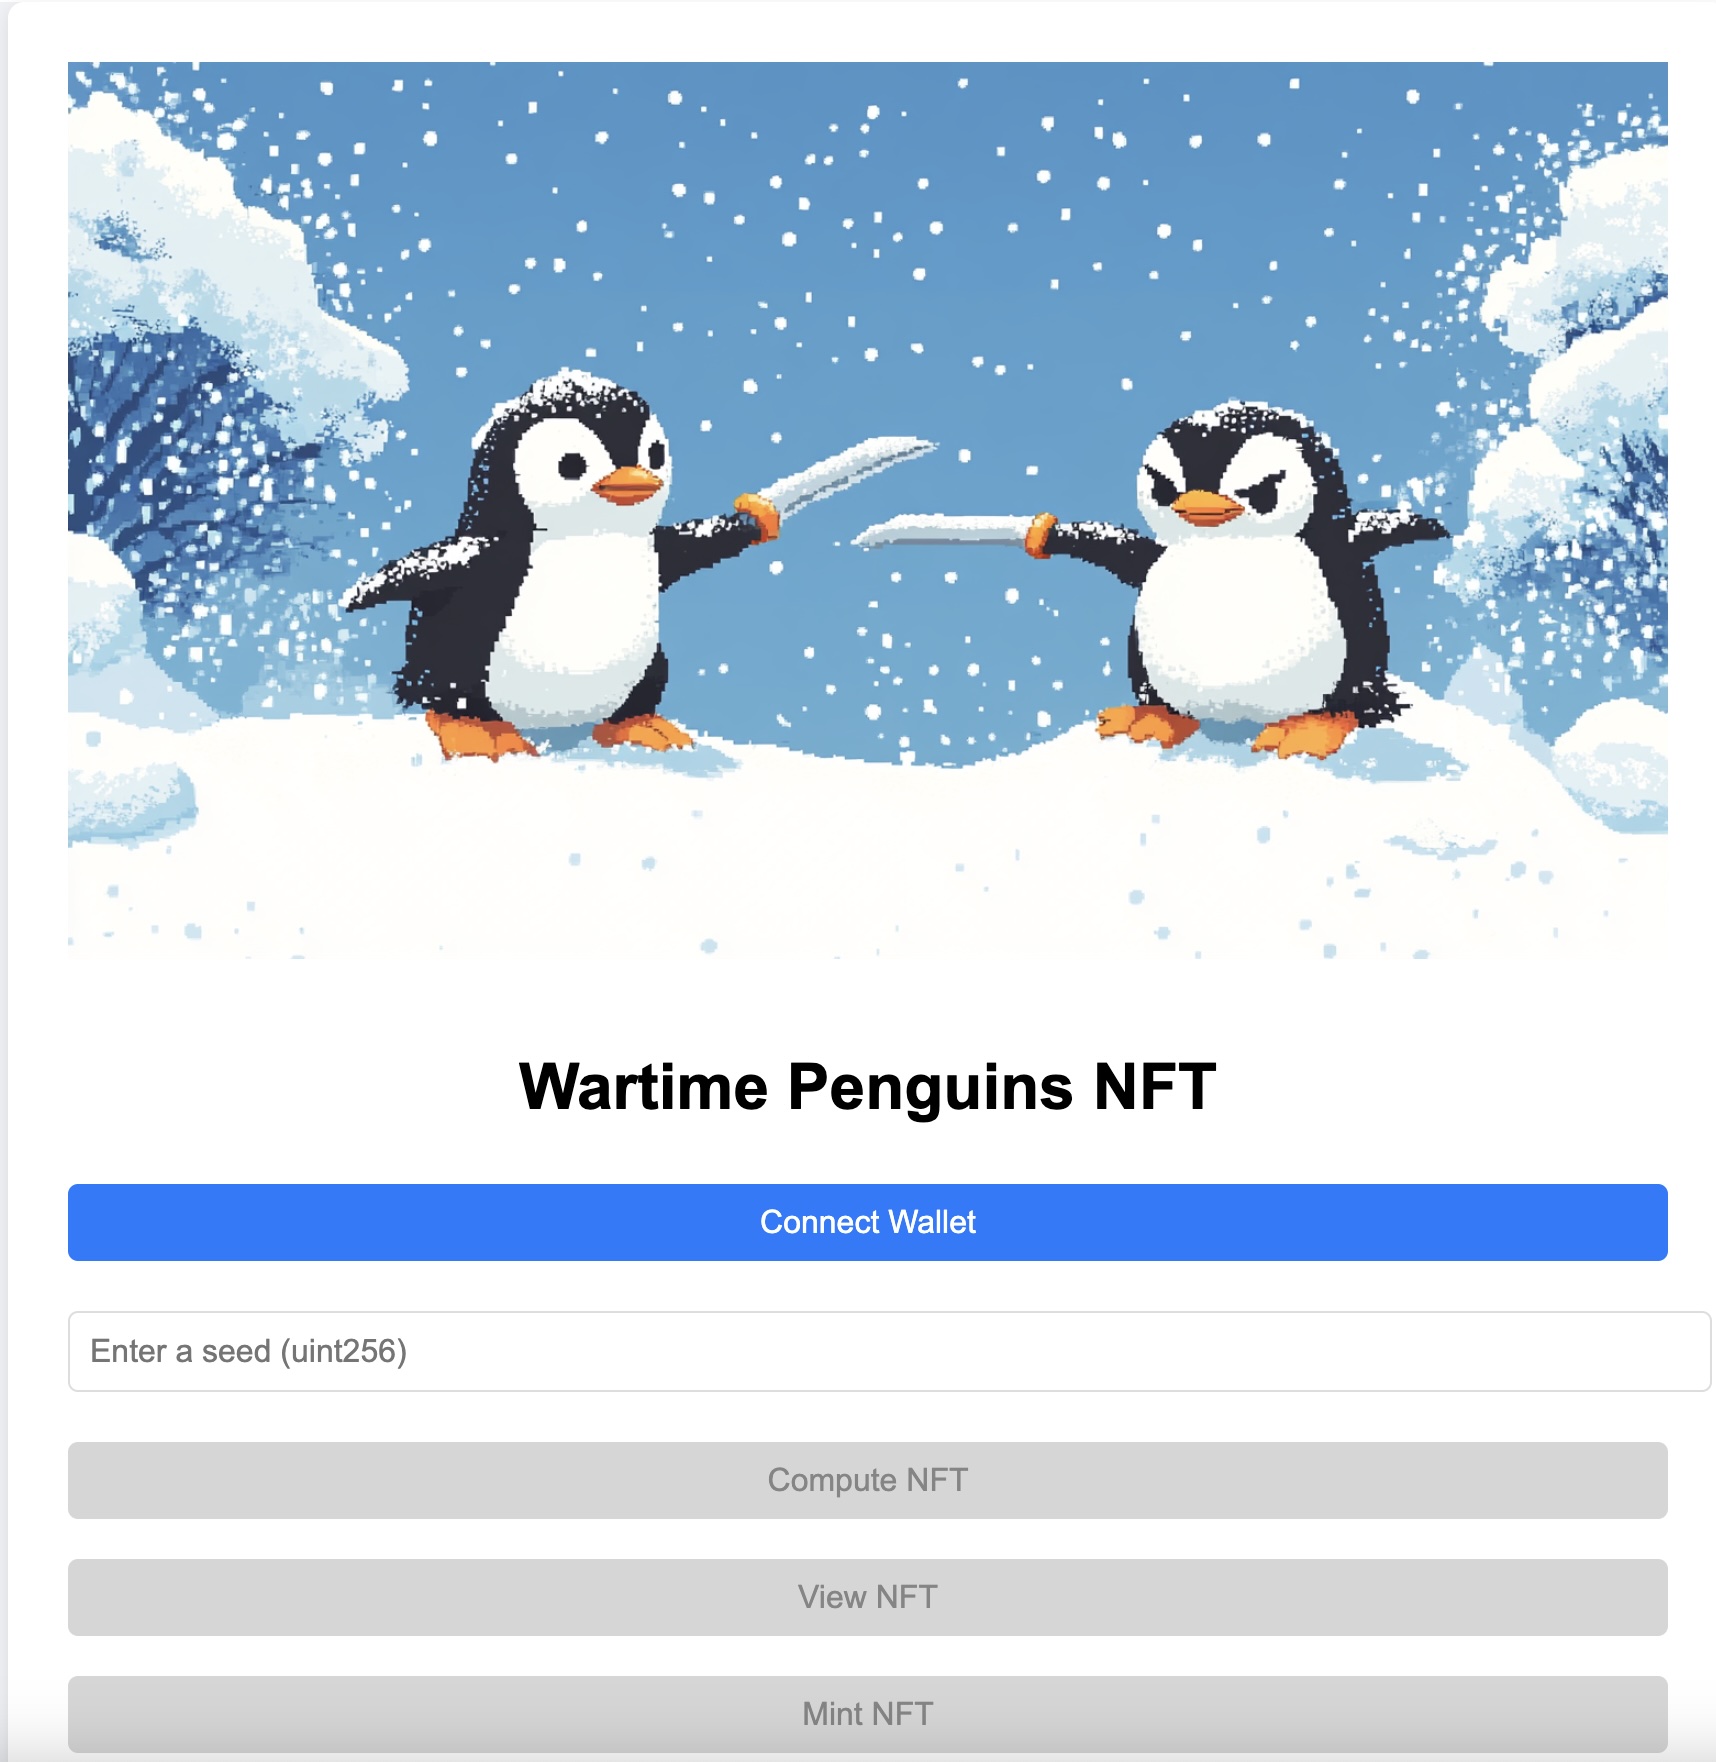 Wartime Penguins NFT
Connect Wallet
Enter a seed (uint256)
Compute NFT
View NFT
Mint NFT